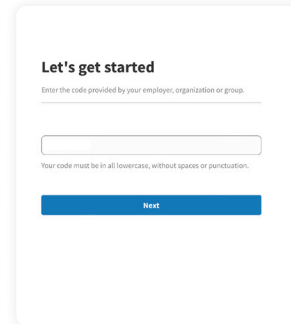 Let's get started
Enter the code provided by your employer, organization or group.
Your code must be in all lowercase, without spaces or punctuation.
Next